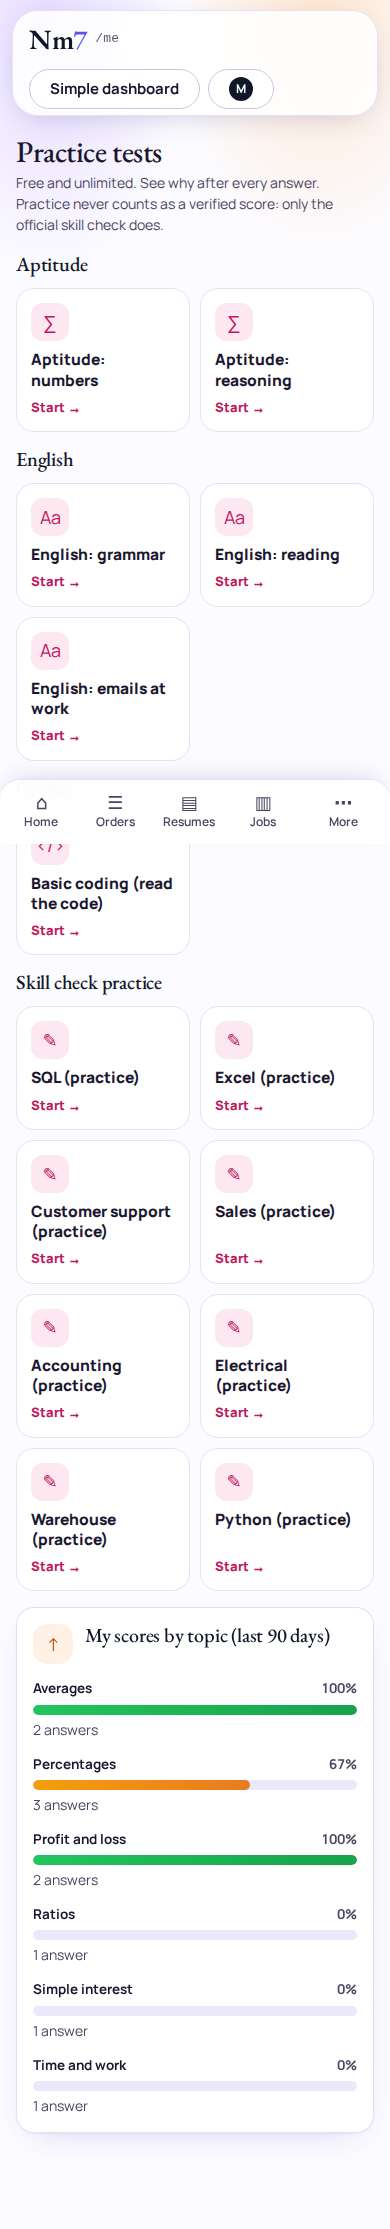 Nm7 /me
Simple dashboard
M
Practice tests
Free and unlimited. See why after every answer.
Practice never counts as a verified score: only the
official skill check does.
Aptitude
∑
∑
Aptitude:
numbers
Aptitude:
reasoning
Start →
Start →
English
Aa
Aa
English: grammar
English: reading
Start →
Start →
Aa
English: emails at
work
Start →
Home
Orders
Resumes
Jobs
More
</>
Basic coding (read
the code)
Start →
Skill check practice
SQL (practice)
Excel (practice)
Start →
Start →
Customer support
(practice)
Sales (practice)
Start →
Start →
Accounting
(practice)
Electrical
(practice)
Start →
Start →
Warehouse
(practice)
Python (practice)
Start →
Start →
↑
My scores by topic (last 90 days)
Averages 100%
2 answers
Percentages 67%
3 answers
Profit and loss 100%
2 answers
Ratios 0%
1 answer
Simple interest 0%
1 answer
Time and work 0%
1 answer